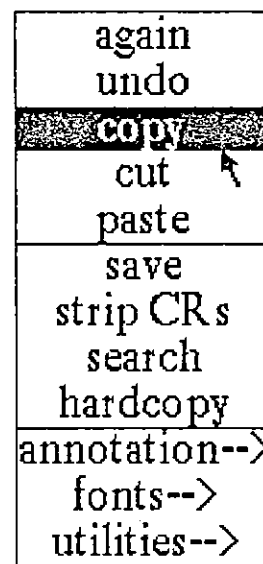 again
undo
copy
cut
paste
save
strip CRs
search
hardcopy
annotation-->
fonts-->
utilities-->